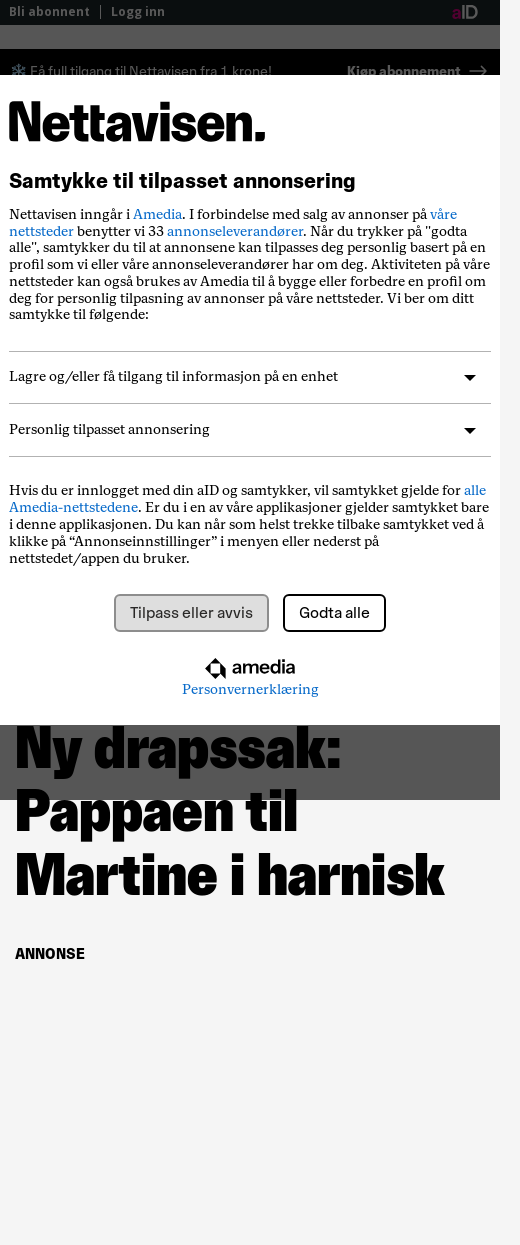 Bli abonnent | Logg inn
aID
Få full tilgang til Nettavisen fra 1 krone!
Kjøp abonnement →
Nettavisen.
Samtykke til tilpasset annonsering
Nettavisen inngår i Amedia. I forbindelse med salg av annonser på våre
nettsteder benytter vi 33 annonseleverandører. Når du trykker på "godta
alle", samtykker du til at annonsene kan tilpasses deg personlig basert på en
profil som vi eller våre annonseleverandører har om deg. Aktiviteten på våre
nettsteder kan også brukes av Amedia til å bygge eller forbedre en profil om
deg for personlig tilpasning av annonser på våre nettsteder. Vi ber om ditt
samtykke til følgende:
Lagre og/eller få tilgang til informasjon på en enhet
Personlig tilpasset annonsering
Hvis du er innlogget med din aID og samtykker, vil samtykket gjelde for alle
Amedia-nettstedene. Er du i en av våre applikasjoner gjelder samtykket bare
i denne applikasjonen. Du kan når som helst trekke tilbake samtykket ved å
klikke på “Annonseinnstillinger” i menyen eller nederst på
nettstedet/appen du bruker.
Tilpass eller avvis
Godta alle
amedia
Personvernerklæring
Ny drapssak:
Pappaen til
Martine i harnisk
ANNONSE